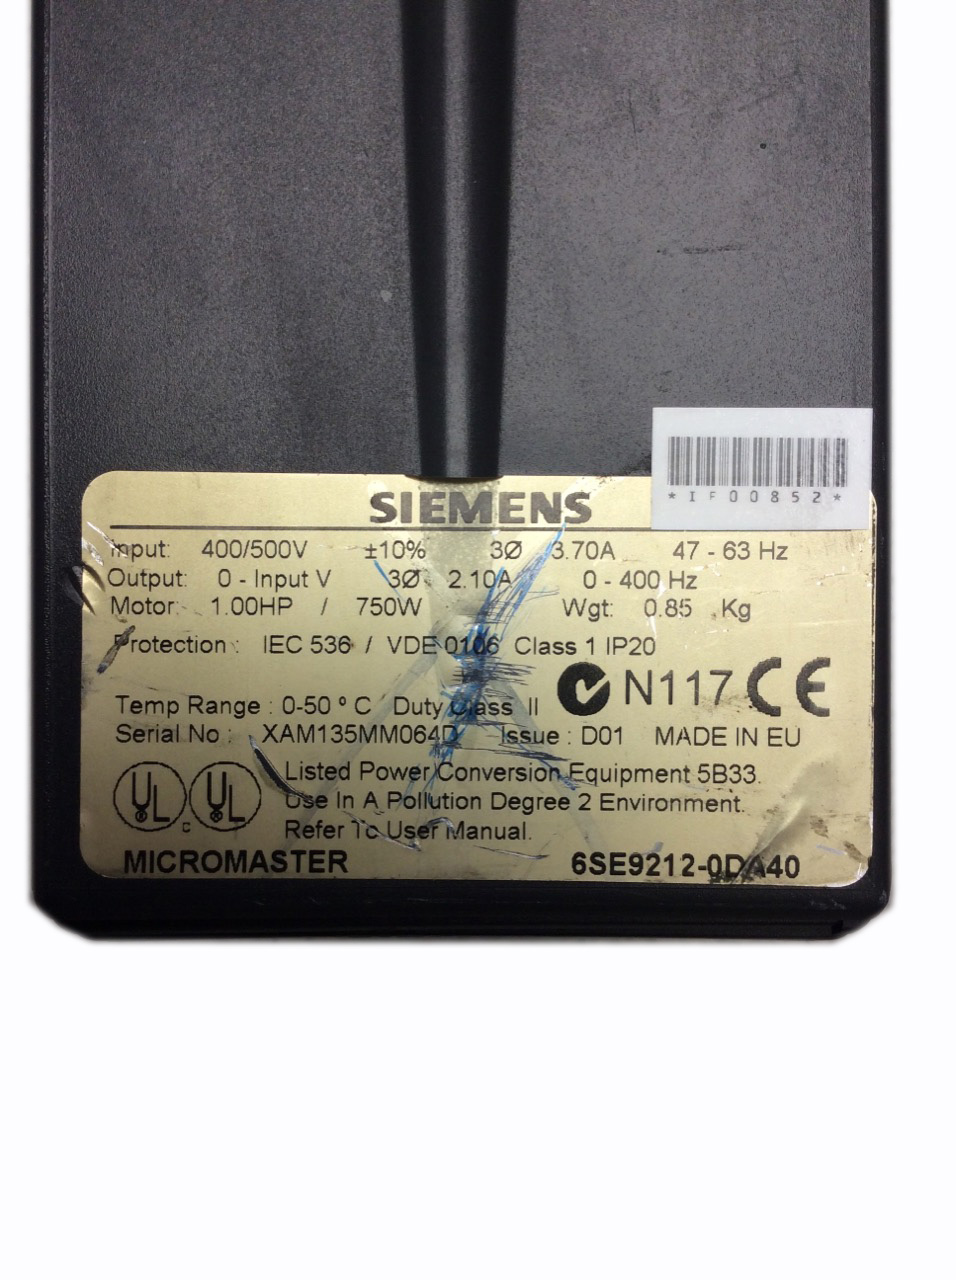 *IF00852*
SIEMENS
Input: 400/500V ±10% 3Ø 3.70A 47 - 63 Hz
Output: 0 - Input V 3Ø 2.10A 0 - 400 Hz
Motor: 1.00HP / 750W Wgt: 0.85 Kg
Protection : IEC 536 / VDE 0106 Class 1 IP20
N117 CE
Temp Range : 0-50 º C Duty Class II
Serial No : XAM135MM064D Issue : D01 MADE IN EU
UL C UL
Listed Power Conversion Equipment 5B33.
Use In A Pollution Degree 2 Environment.
Refer To User Manual.
MICROMASTER 6SE9212-0DA40